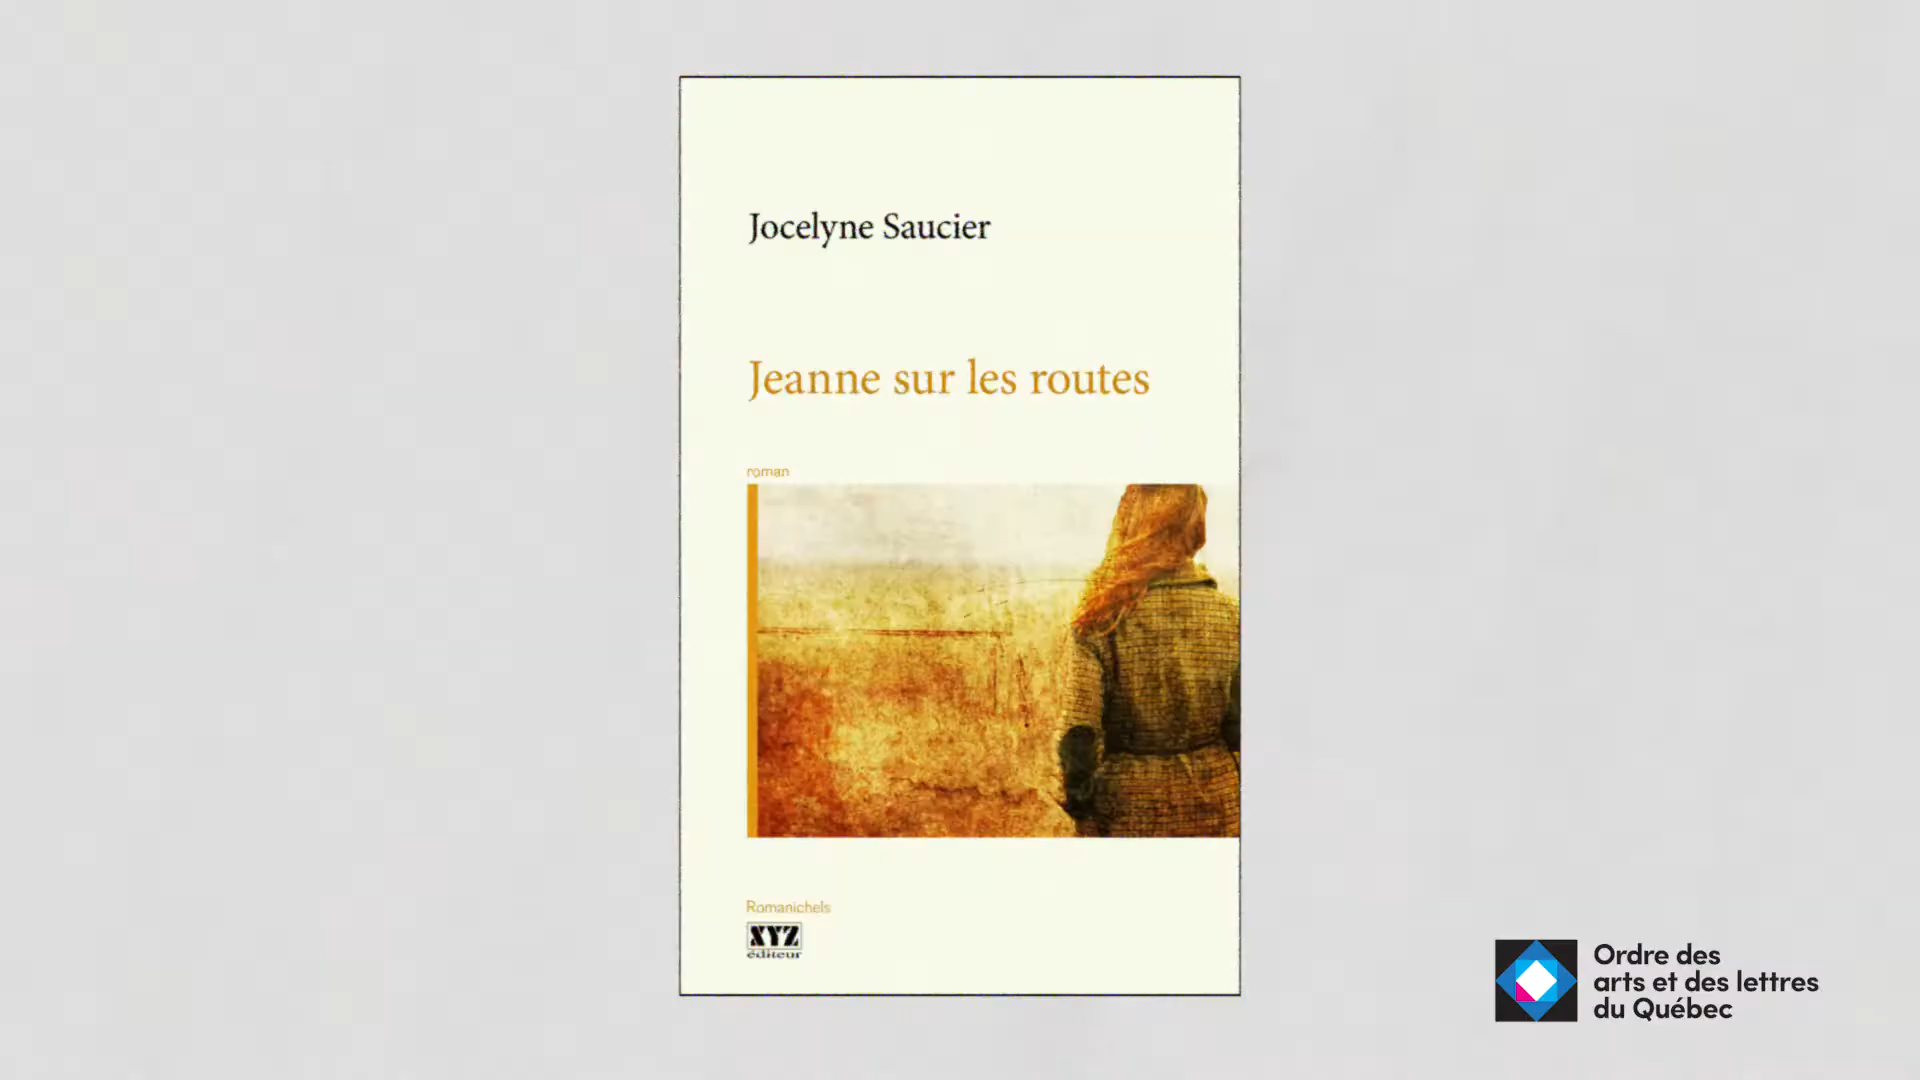 Jocelyne Saucier
Jeanne sur les routes
roman
Romanichels
XYZ
éditeur
Ordre des
arts et des lettres
du Québec